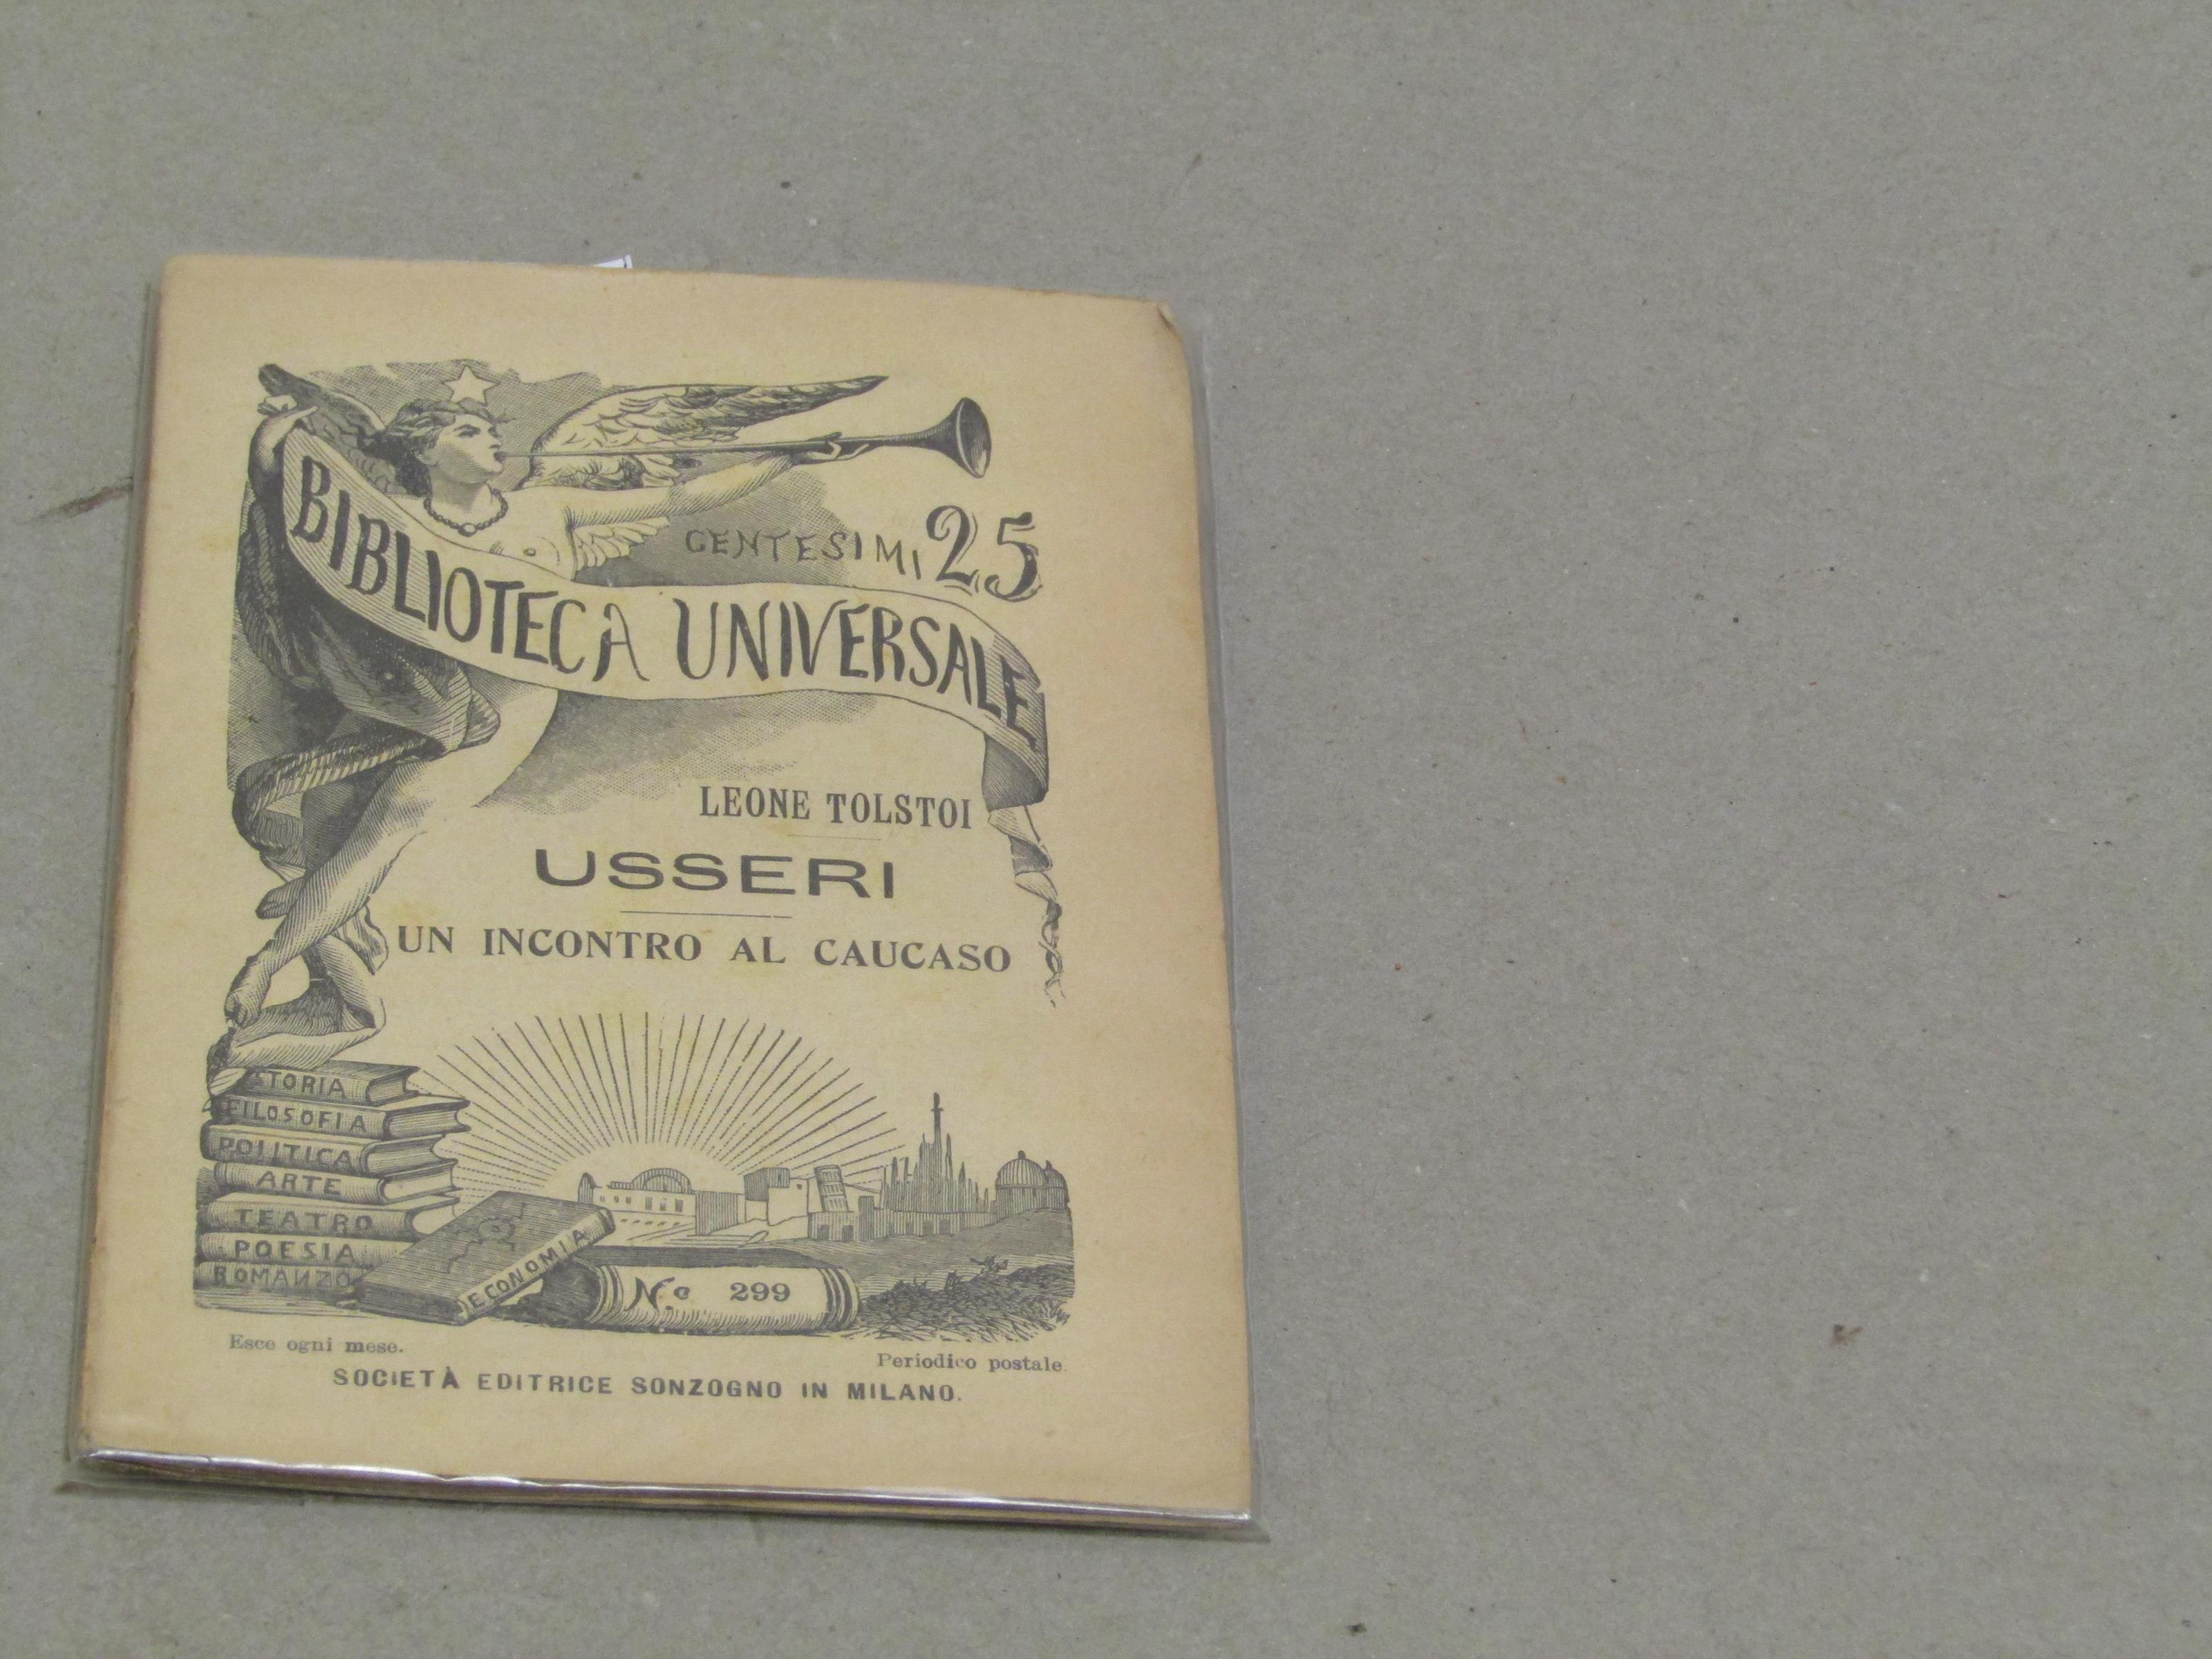 CENTESIMI 25
BIBLIOTECA UNIVERSALE
LEONE TOLSTOI
USSERI
UN INCONTRO AL CAUCASO
STORIA
FILOSOFIA
POLITICA
ARTE
TEATRO
POESIA
ROMANZO
ECONOMIA
No 299
Esce ogni mese.
Periodico postale.
SOCIETÀ EDITRICE SONZOGNO IN MILANO.